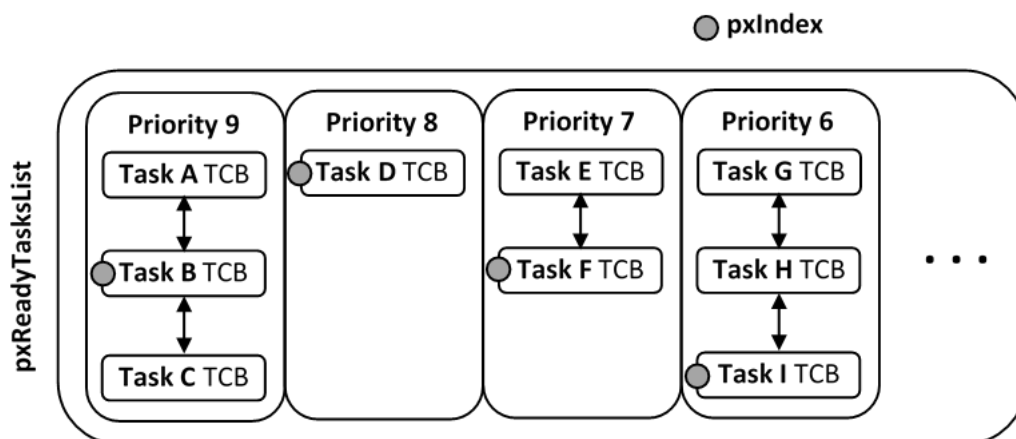 pxIndex
pxReadyTasksList
Priority 9
Task A TCB
Task B TCB
Task C TCB
Priority 8
Task D TCB
Priority 7
Task E TCB
Task F TCB
Priority 6
Task G TCB
Task H TCB
Task I TCB
. . .